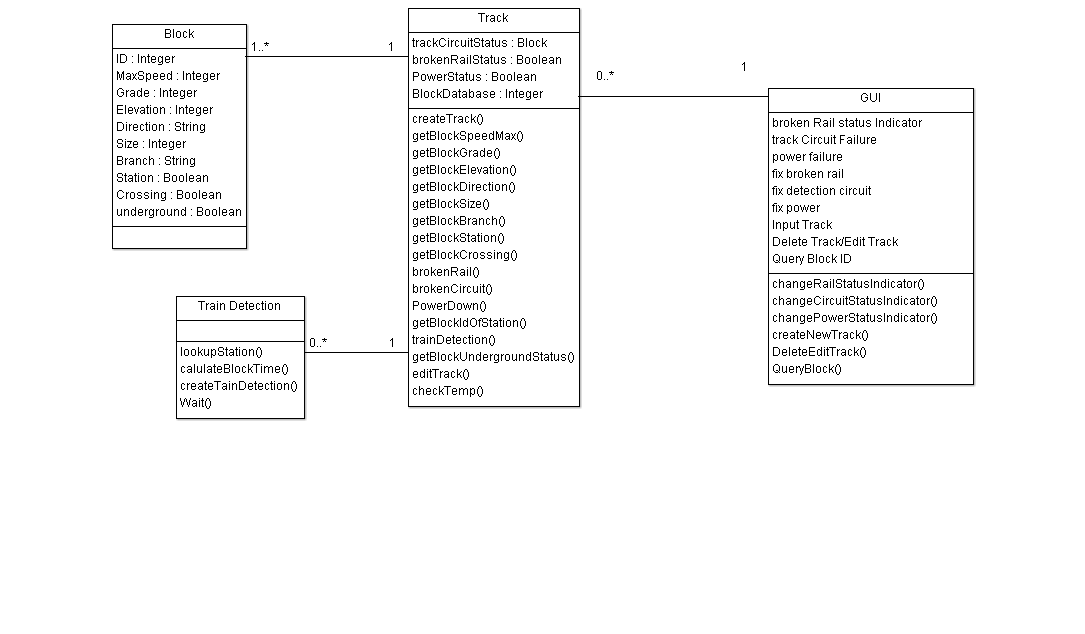 Block
ID : Integer
MaxSpeed : Integer
Grade : Integer
Elevation : Integer
Direction : String
Size : Integer
Branch : String
Station : Boolean
Crossing : Boolean
underground : Boolean
1..*
1
Track
trackCircuitStatus : Block
brokenRailStatus : Boolean
PowerStatus : Boolean
BlockDatabase : Integer
createTrack()
getBlockSpeedMax()
getBlockGrade()
getBlockElevation()
getBlockDirection()
getBlockSize()
getBlockBranch()
getBlockStation()
getBlockCrossing()
brokenRail()
brokenCircuit()
PowerDown()
getBlockIdOfStation()
trainDetection()
getBlockUndergroundStatus()
editTrack()
checkTemp()
0..*
1
GUI
broken Rail status Indicator
track Circuit Failure
power failure
fix broken rail
fix detection circuit
fix power
Input Track
Delete Track/Edit Track
Query Block ID
changeRailStatusIndicator()
changeCircuitStatusIndicator()
changePowerStatusIndicator()
createNewTrack()
DeleteEditTrack()
QueryBlock()
Train Detection
lookupStation()
calulateBlockTime()
createTainDetection()
Wait()
0..*
1